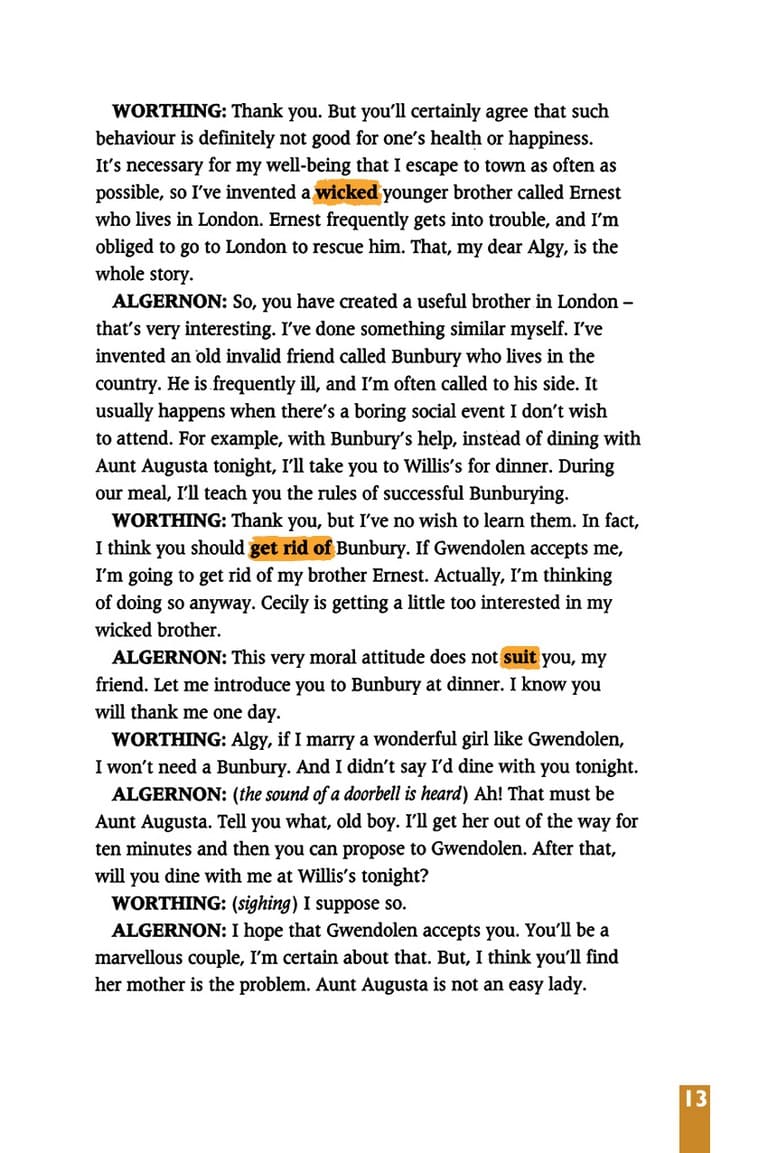 WORTHING: Thank you. But you'll certainly agree that such
behaviour is definitely not good for one's health or happiness.
It's necessary for my well-being that I escape to town as often as
possible, so I've invented a wicked younger brother called Ernest
who lives in London. Ernest frequently gets into trouble, and I'm
obliged to go to London to rescue him. That, my dear Algy, is the
whole story.
ALGERNON: So, you have created a useful brother in London –
that's very interesting. I've done something similar myself. I've
invented an old invalid friend called Bunbury who lives in the
country. He is frequently ill, and I'm often called to his side. It
usually happens when there's a boring social event I don't wish
to attend. For example, with Bunbury's help, instead of dining with
Aunt Augusta tonight, I'll take you to Willis's for dinner. During
our meal, I'll teach you the rules of successful Bunburying.
WORTHING: Thank you, but I've no wish to learn them. In fact,
I think you should get rid of Bunbury. If Gwendolen accepts me,
I'm going to get rid of my brother Ernest. Actually, I'm thinking
of doing so anyway. Cecily is getting a little too interested in my
wicked brother.
ALGERNON: This very moral attitude does not suit you, my
friend. Let me introduce you to Bunbury at dinner. I know you
will thank me one day.
WORTHING: Algy, if I marry a wonderful girl like Gwendolen,
I won't need a Bunbury. And I didn't say I'd dine with you tonight.
ALGERNON: (the sound of a doorbell is heard) Ah! That must be
Aunt Augusta. Tell you what, old boy. I'll get her out of the way for
ten minutes and then you can propose to Gwendolen. After that,
will you dine with me at Willis's tonight?
WORTHING: (sighing) I suppose so.
ALGERNON: I hope that Gwendolen accepts you. You'll be a
marvellous couple, I'm certain about that. But, I think you'll find
her mother is the problem. Aunt Augusta is not an easy lady.
13